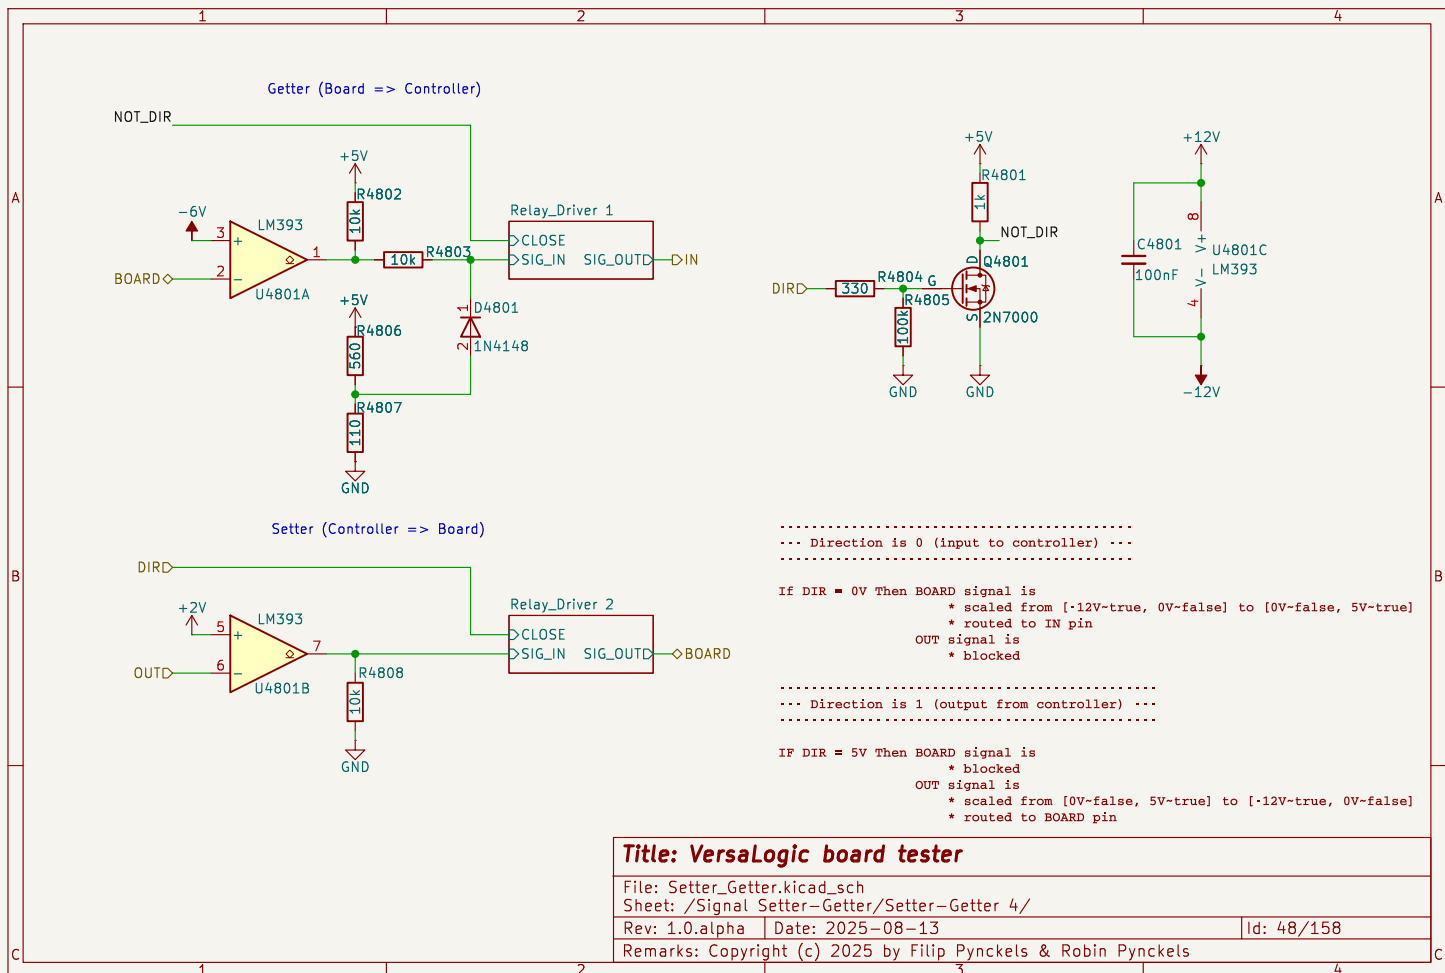 1 2 3 4
A
B
C
A
B
C
1 2 3 4
Getter (Board => Controller)
NOT_DIR
+5V
R4802
10k
-6V
LM393
3
+
2
-
1
BOARD
U4801A
R4803
10k
Relay_Driver 1
CLOSE
SIG_IN SIG_OUT
IN
+5V
R4806
560
D4801
1
2
1N4148
R4807
110
GND
Setter (Controller => Board)
DIR
+2V
LM393
5
+
6
-
7
OUT
U4801B
R4808
10k
GND
Relay_Driver 2
CLOSE
SIG_IN SIG_OUT
BOARD
+5V
R4801
1k
NOT_DIR
D
Q4801
DIR
R4804
330
G
R4805
100k
S
2N7000
GND
GND
+12V
8
V+
C4801
100nF
U4801C
LM393
V-
4
-12V
-------------------------------------------
--- Direction is 0 (input to controller) ---
-------------------------------------------
If DIR = 0V Then BOARD signal is
* scaled from [-12V~true, 0V~false] to [0V~false, 5V~true]
* routed to IN pin
OUT signal is
* blocked
----------------------------------------------
--- Direction is 1 (output from controller) ---
----------------------------------------------
IF DIR = 5V Then BOARD signal is
* blocked
OUT signal is
* scaled from [0V~false, 5V~true] to [-12V~true, 0V~false]
* routed to BOARD pin
Title: VersaLogic board tester
File: Setter_Getter.kicad_sch
Sheet: /Signal Setter-Getter/Setter-Getter 4/
Rev: 1.0.alpha Date: 2025-08-13 Id: 48/158
Remarks: Copyright (c) 2025 by Filip Pynckels & Robin Pynckels